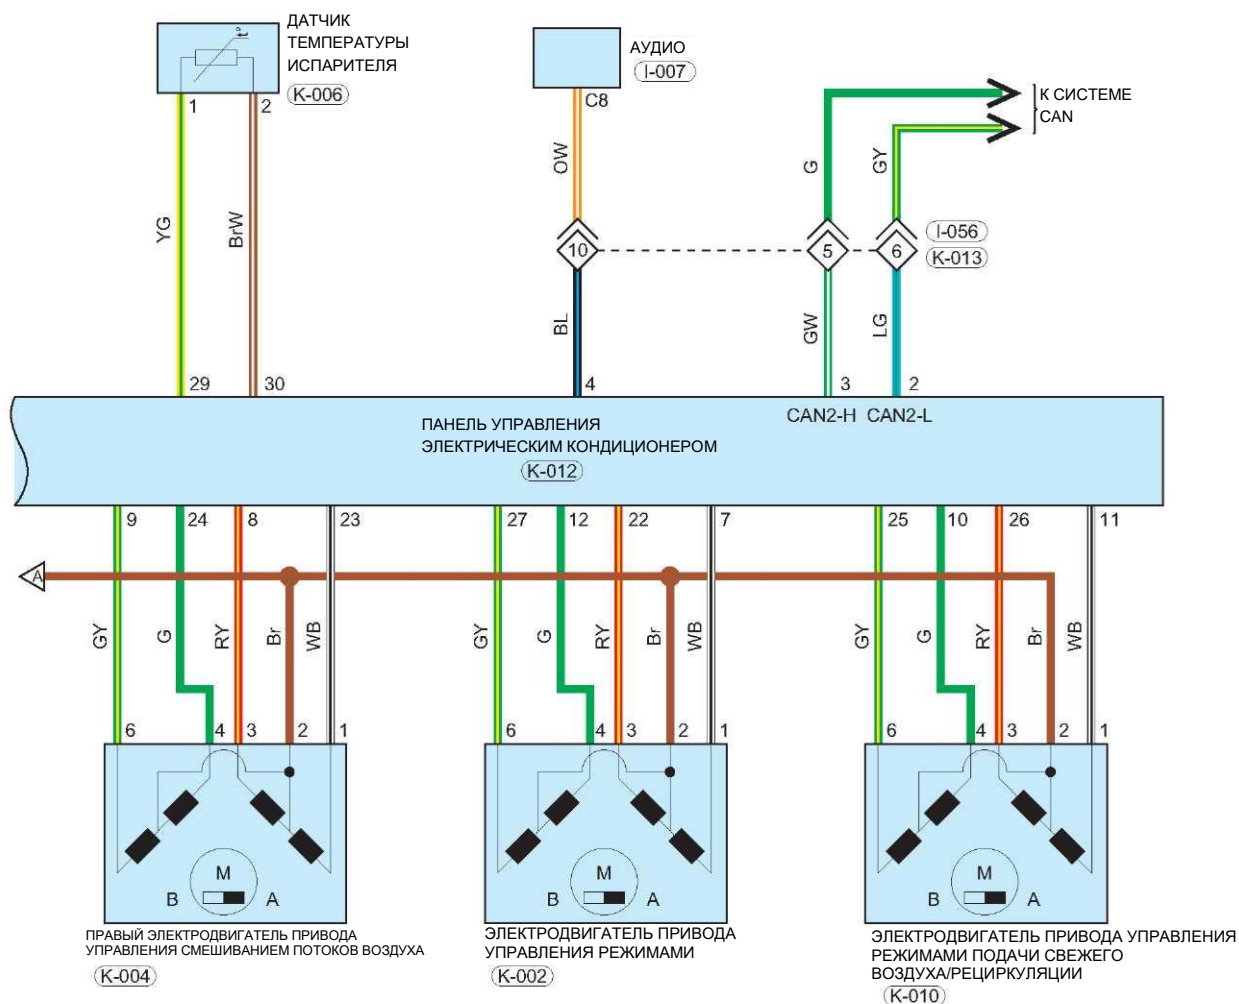 ДАТЧИК
ТЕМПЕРАТУРЫ
ИСПАРИТЕЛЯ
K-006
t°
1
2
АУДИО
I-007
C8
К СИСТЕМЕ
CAN
YG
BrW
OW
G
GY
10
5
6
I-056
K-013
BL
GW
LG
29
30
4
3
2
CAN2-H CAN2-L
ПАНЕЛЬ УПРАВЛЕНИЯ
ЭЛЕКТРИЧЕСКИМ КОНДИЦИОНЕРОМ
K-012
9
24
8
23
27
12
22
7
25
10
26
11
A
GY
G
RY
Br
WB
GY
G
RY
Br
WB
GY
G
RY
Br
WB
6
4
3
2
1
6
4
3
2
1
6
4
3
2
1
M
B
A
M
B
A
M
B
A
ПРАВЫЙ ЭЛЕКТРОДВИГАТЕЛЬ ПРИВОДА
УПРАВЛЕНИЯ СМЕШИВАНИЕМ ПОТОКОВ ВОЗДУХА
K-004
ЭЛЕКТРОДВИГАТЕЛЬ ПРИВОДА
УПРАВЛЕНИЯ РЕЖИМАМИ
K-002
ЭЛЕКТРОДВИГАТЕЛЬ ПРИВОДА УПРАВЛЕНИЯ
РЕЖИМАМИ ПОДАЧИ СВЕЖЕГО
ВОЗДУХА/РЕЦИРКУЛЯЦИИ
K-010